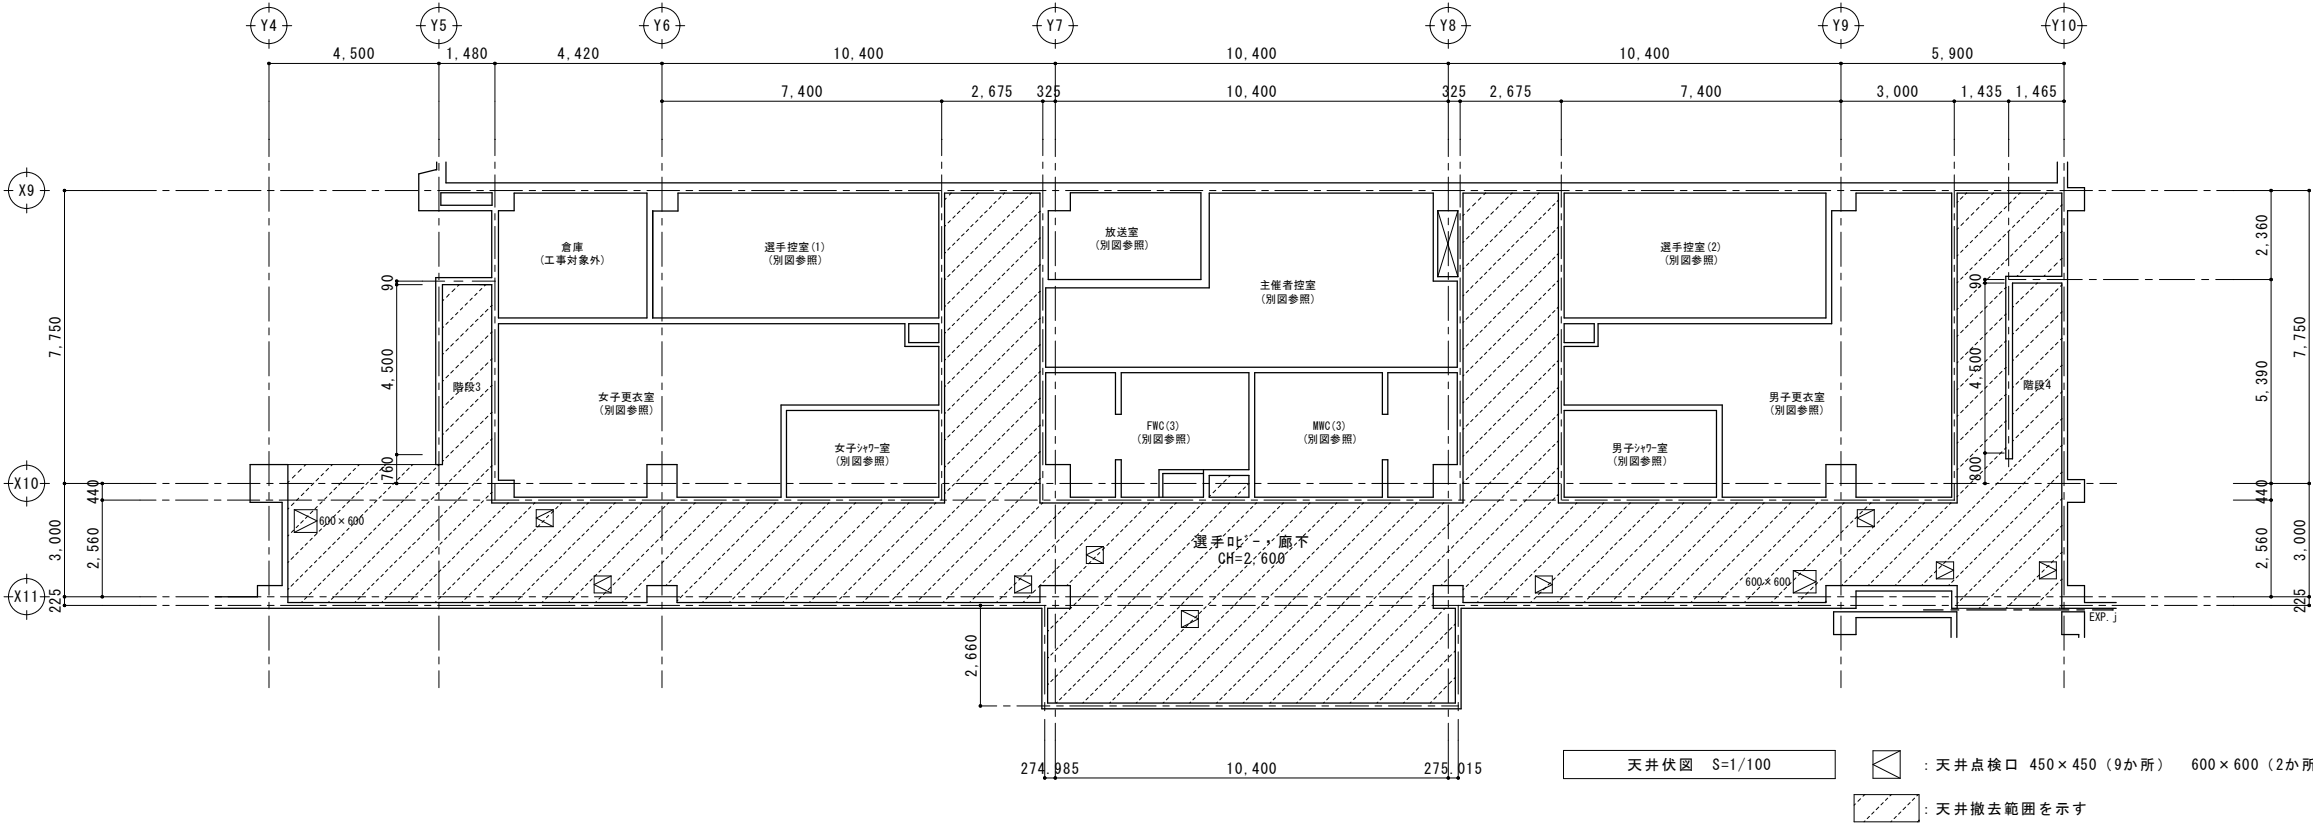 Y4 Y5 Y6 Y7 Y8 Y9 Y10
4,500 1,480 4,420 10,400 10,400 10,400 5,900
7,400 2,675 325 10,400 325 2,675 7,400 3,000 1,435 1,465
X9
倉庫
(工事対象外)
選手控室(1)
(別図参照)
放送室
(別図参照)
主催者控室
(別図参照)
選手控室(2)
(別図参照)
2,360
90
90
7,750
4,500
階段3
女子更衣室
(別図参照)
女子シャワー室
(別図参照)
FWC(3)
(別図参照)
MWC(3)
(別図参照)
男子更衣室
(別図参照)
男子シャワー室
(別図参照)
4,500
階段4
5,390
7,750
760
800
X10
440
440
3,000
2,560
600×600
選手ロビー,廊下
CH=2,600
600×600
2,560
3,000
X11
225
225
EXP.j
2,660
274.985 10,400 275.015
天井伏図 S=1/100
: 天井点検口 450×450 (9か所) 600×600 (2か所
: 天井撤去範囲を示す